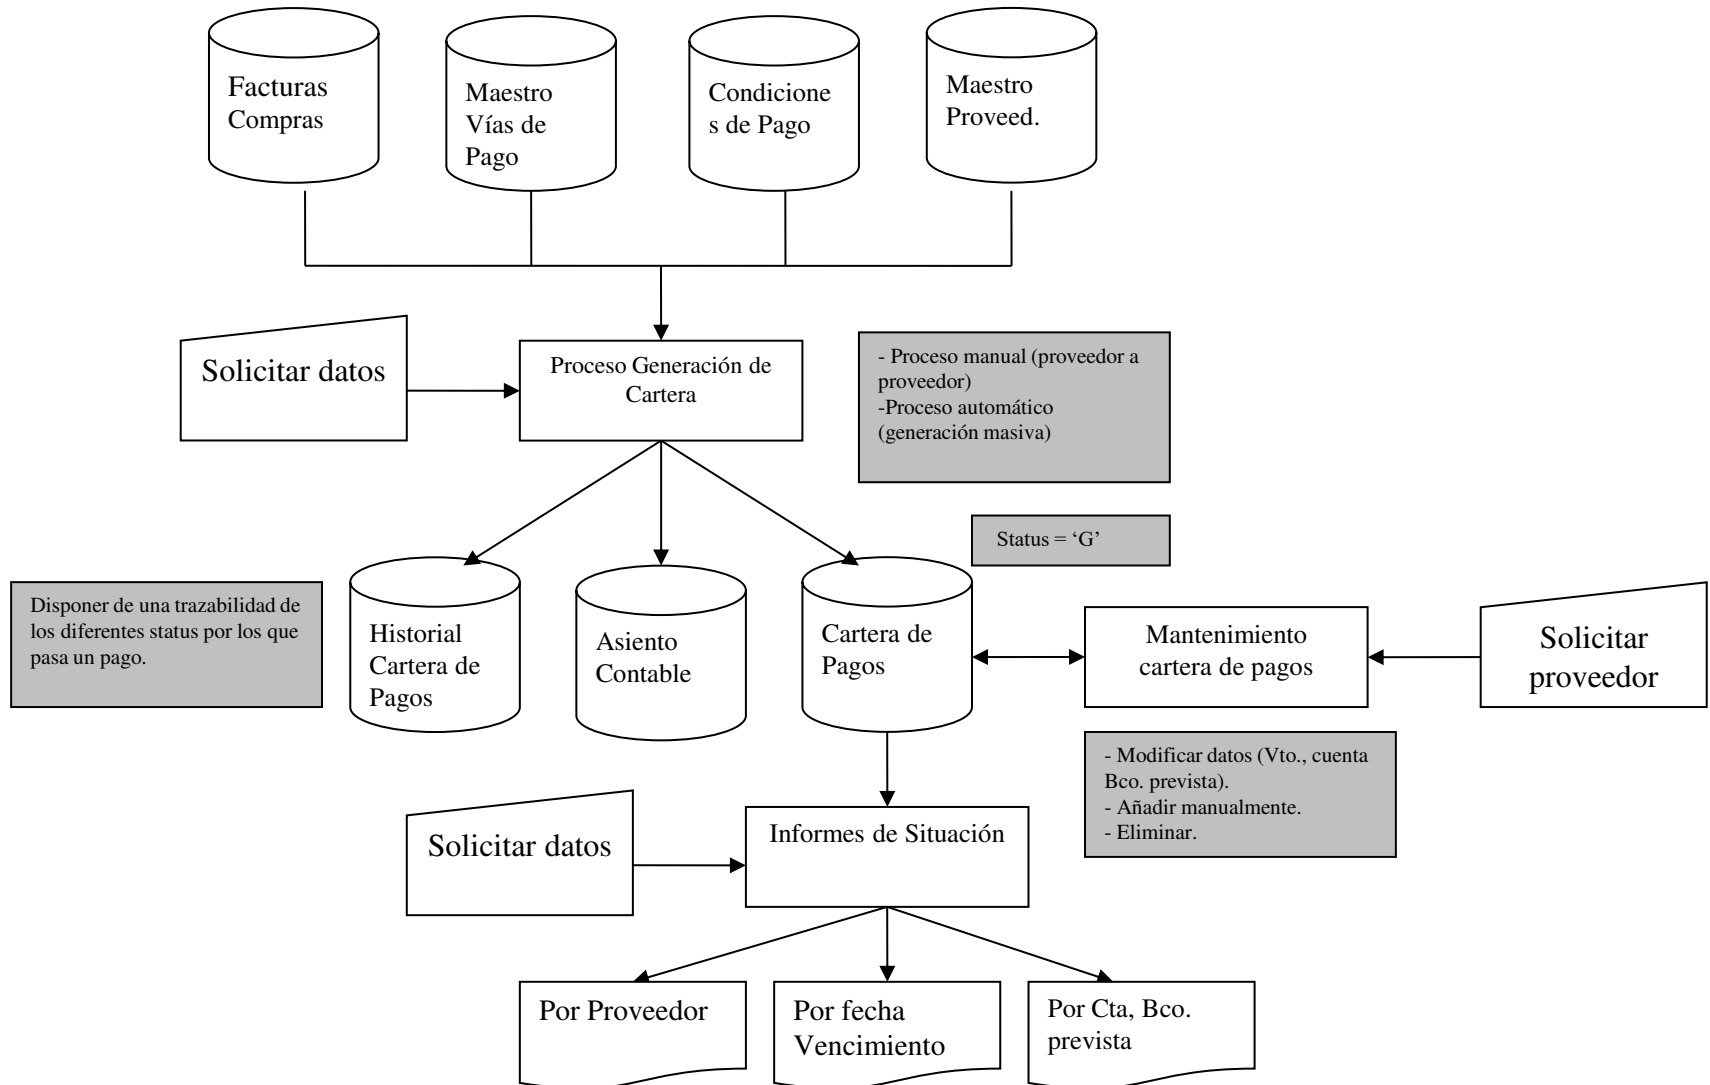 Facturas
Compras
Maestro
Vías de
Pago
Condicione
s de Pago
Maestro
Proveed.
Solicitar datos
Proceso Generación de
Cartera
- Proceso manual (proveedor a
proveedor)
-Proceso automático
(generación masiva)
Status = ‘G’
Disponer de una trazabilidad de
los diferentes status por los que
pasa un pago.
Historial
Cartera de
Pagos
Asiento
Contable
Cartera de
Pagos
Mantenimiento
cartera de pagos
Solicitar
proveedor
- Modificar datos (Vto., cuenta
Bco. prevista).
- Añadir manualmente.
- Eliminar.
Solicitar datos
Informes de Situación
Por Proveedor
Por fecha
Vencimiento
Por Cta, Bco.
prevista